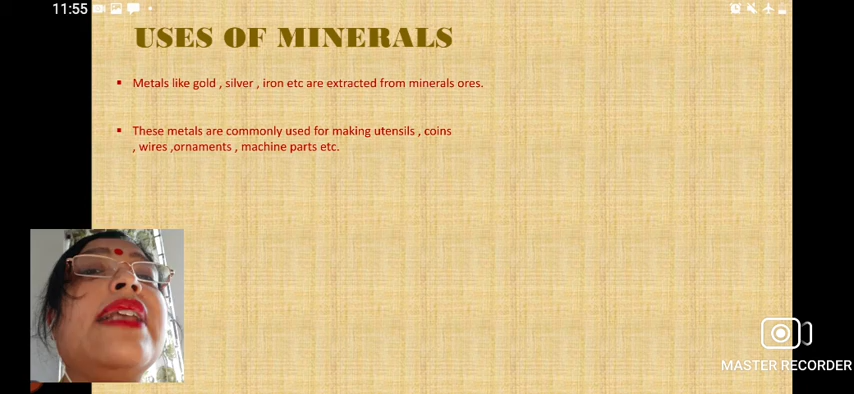 11:55
USES OF MINERALS
▪ Metals like gold , silver , iron etc are extracted from minerals ores.
▪ These metals are commonly used for making utensils , coins
, wires ,ornaments , machine parts etc.
MASTER RECORDER